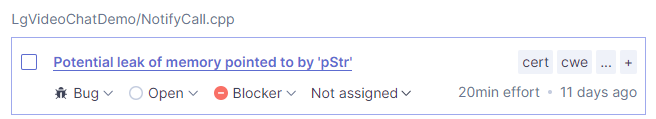 LgVideoChatDemo/NotifyCall.cpp
Potential leak of memory pointed to by 'pStr' cert cwe ... +
Bug Open Blocker Not assigned 20min effort • 11 days ago